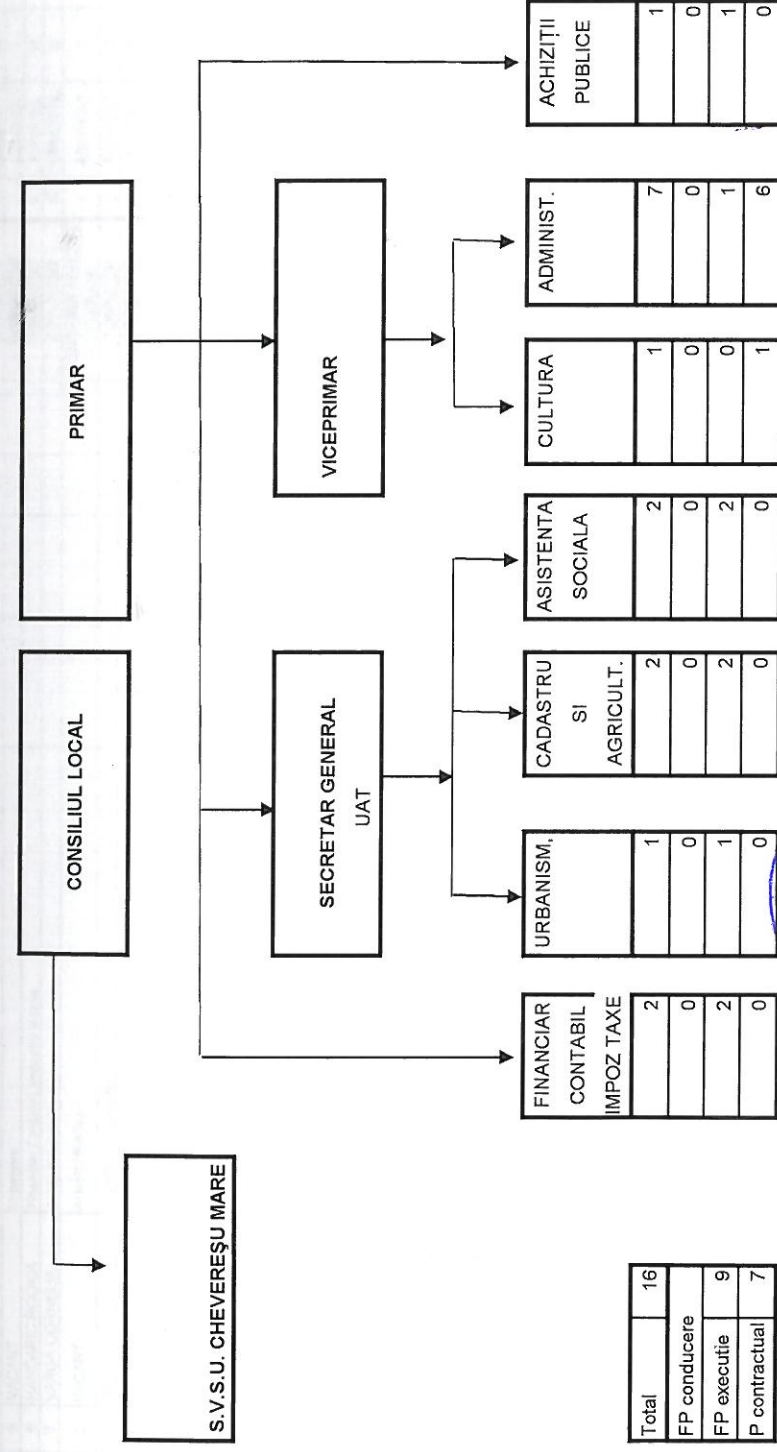 CONSILIUL LOCAL
PRIMAR
S.V.S.U. CHEVEREȘU MARE
SECRETAR GENERAL
UAT
VICEPRIMAR
Total 16
FP conducere
FP executie 9
P contractual 7
FINANCIAR
CONTABIL
IMPOZ TAXE
2
0
2
0
URBANISM,
1
0
1
0
CADASTRU
SI
AGRICULT.
2
0
2
0
ASISTENTA
SOCIALA
2
0
2
0
CULTURA
1
0
0
1
ADMINIST.
7
0
1
6
ACHIZIȚII
PUBLICE
1
0
1
0